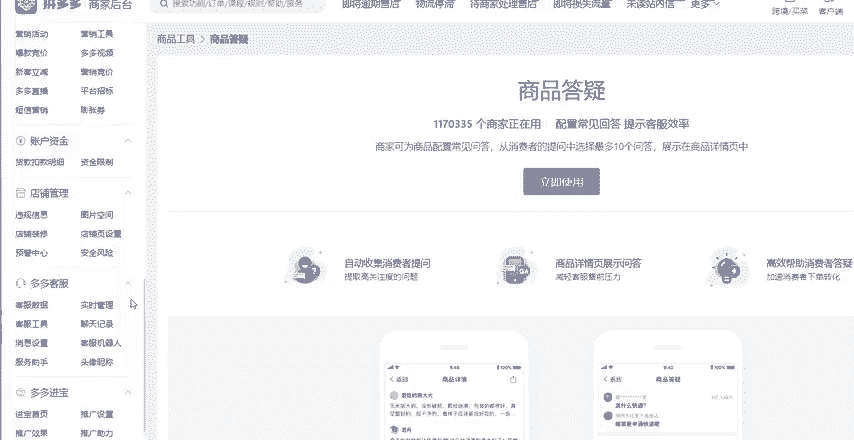 拼多多 商家后台
搜索功能/订单/课程/规则/帮助/服务
即将逾期售后 物流停滞 待商家处理售后 即将损失流量 未读站内信 更多
跨境/买菜 客户端
商品工具 > 商品答疑
营销活动 营销工具
爆款竞价 多多视频
新客立减 营销竞价
多多直播 平台招标
短信营销 膨胀券
账户资金
货款扣款明细 资金限制
店铺管理
违规信息 图片空间
店铺装修 店铺页设置
预警中心 安全风险
多多客服
客服数据 实时管理
客服工具 聊天记录
消息设置 客服机器人
服务助手 头像昵称
多多进宝
进宝首页 推广设置
推广效果 推广助力
商品答疑
1170335 个商家正在用 配置常见回答 提示客服效率
商家可为商品配置常见问答，从消费者的提问中选择最多10个问答，展示在商品详情页中
立即使用
自动收集消费者提问
提取高关注度的问题
商品详情页展示问答
减轻客服售前压力
高效帮助消费者答疑
加速消费者下单转化
9:40 100%
返回 商品详情
9:40 100%
返回 商品答疑
发什么快递?